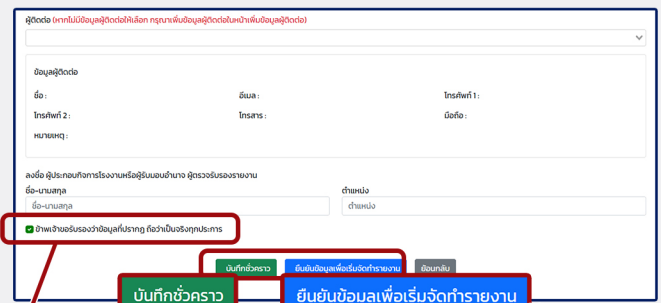 ผู้ติดต่อ (หากไม่มีข้อมูลผู้ติดต่อให้เลือก กรุณาเพิ่มข้อมูลผู้ติดต่อในหน้าเพิ่มข้อมูลผู้ติดต่อ)
ข้อมูลผู้ติดต่อ
ชื่อ : อีเมล : โทรศัพท์ 1 :
โทรศัพท์ 2 : โทรสาร : มือถือ :
หมายเหตุ :
ลงชื่อ ผู้ประกอบกิจการโรงงานหรือผู้รับมอบอำนาจ ผู้ตรวจรับรองรายงาน
ชื่อ-นามสกุล ตำแหน่ง
ชื่อ-นามสกุล ตำแหน่ง
ข้าพเจ้าขอรับรองว่าข้อมูลที่ปรากฏ ถือว่าเป็นจริงทุกประการ
บันทึกชั่วคราว ยืนยันข้อมูลเพื่อเริ่มจัดทำรายงาน ย้อนกลับ
บันทึกชั่วคราว ยืนยันข้อมูลเพื่อเริ่มจัดทำรายงาน